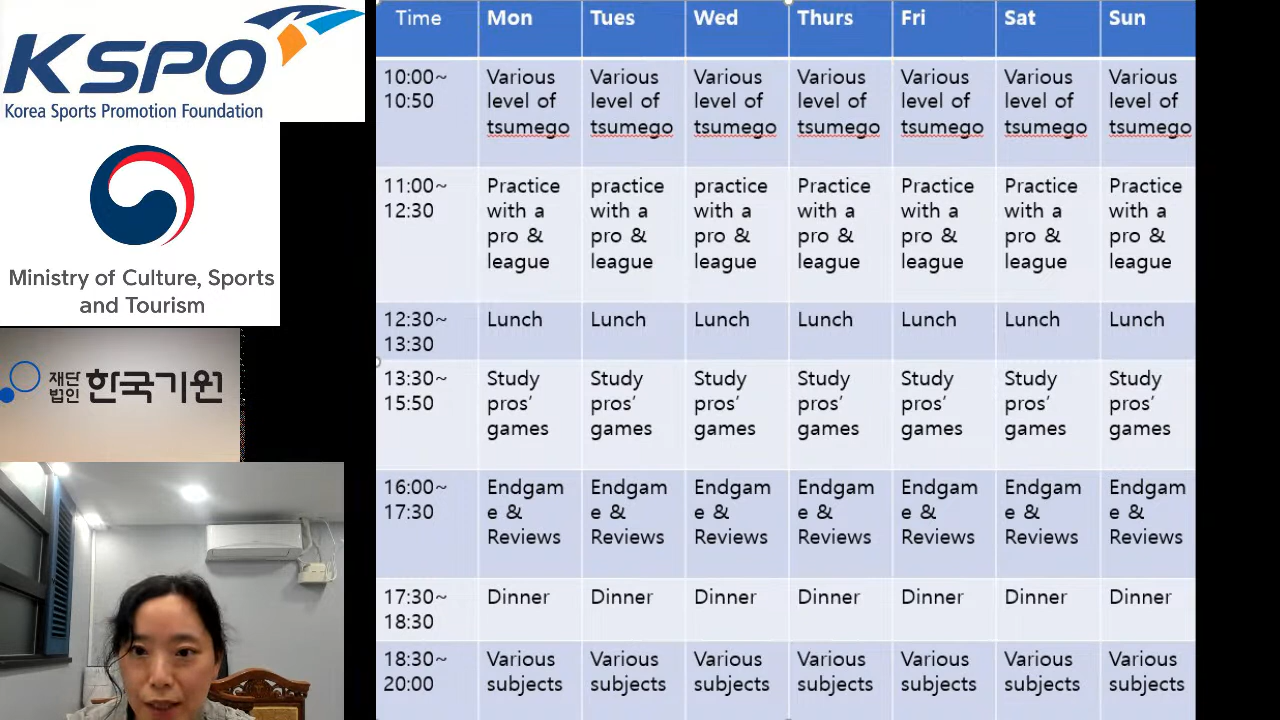 KSPO
Korea Sports Promotion Foundation
Ministry of Culture, Sports
and Tourism
재단
법인
한국기원
Time Mon Tues Wed Thurs Fri Sat Sun
10:00~ Various Various Various Various Various Various Various
10:50 level of level of level of level of level of level of level of
tsumego tsumego tsumego tsumego tsumego tsumego tsumego
11:00~ Practice practice practice Practice Practice Practice Practice
12:30 with a with a with a with a with a with a with a
pro & pro & pro & pro & pro & pro & pro &
league league league league league league league
12:30~ Lunch Lunch Lunch Lunch Lunch Lunch Lunch
13:30
13:30~ Study Study Study Study Study Study Study
15:50 pros’ pros’ pros’ pros’ pros’ pros’ pros’
games games games games games games games
16:00~ Endgam Endgam Endgam Endgam Endgam Endgam Endgam
17:30 e & e & e & e & e & e & e &
Reviews Reviews Reviews Reviews Reviews Reviews Reviews
17:30~ Dinner Dinner Dinner Dinner Dinner Dinner Dinner
18:30
18:30~ Various Various Various Various Various Various Various
20:00 subjects subjects subjects subjects subjects subjects subjects